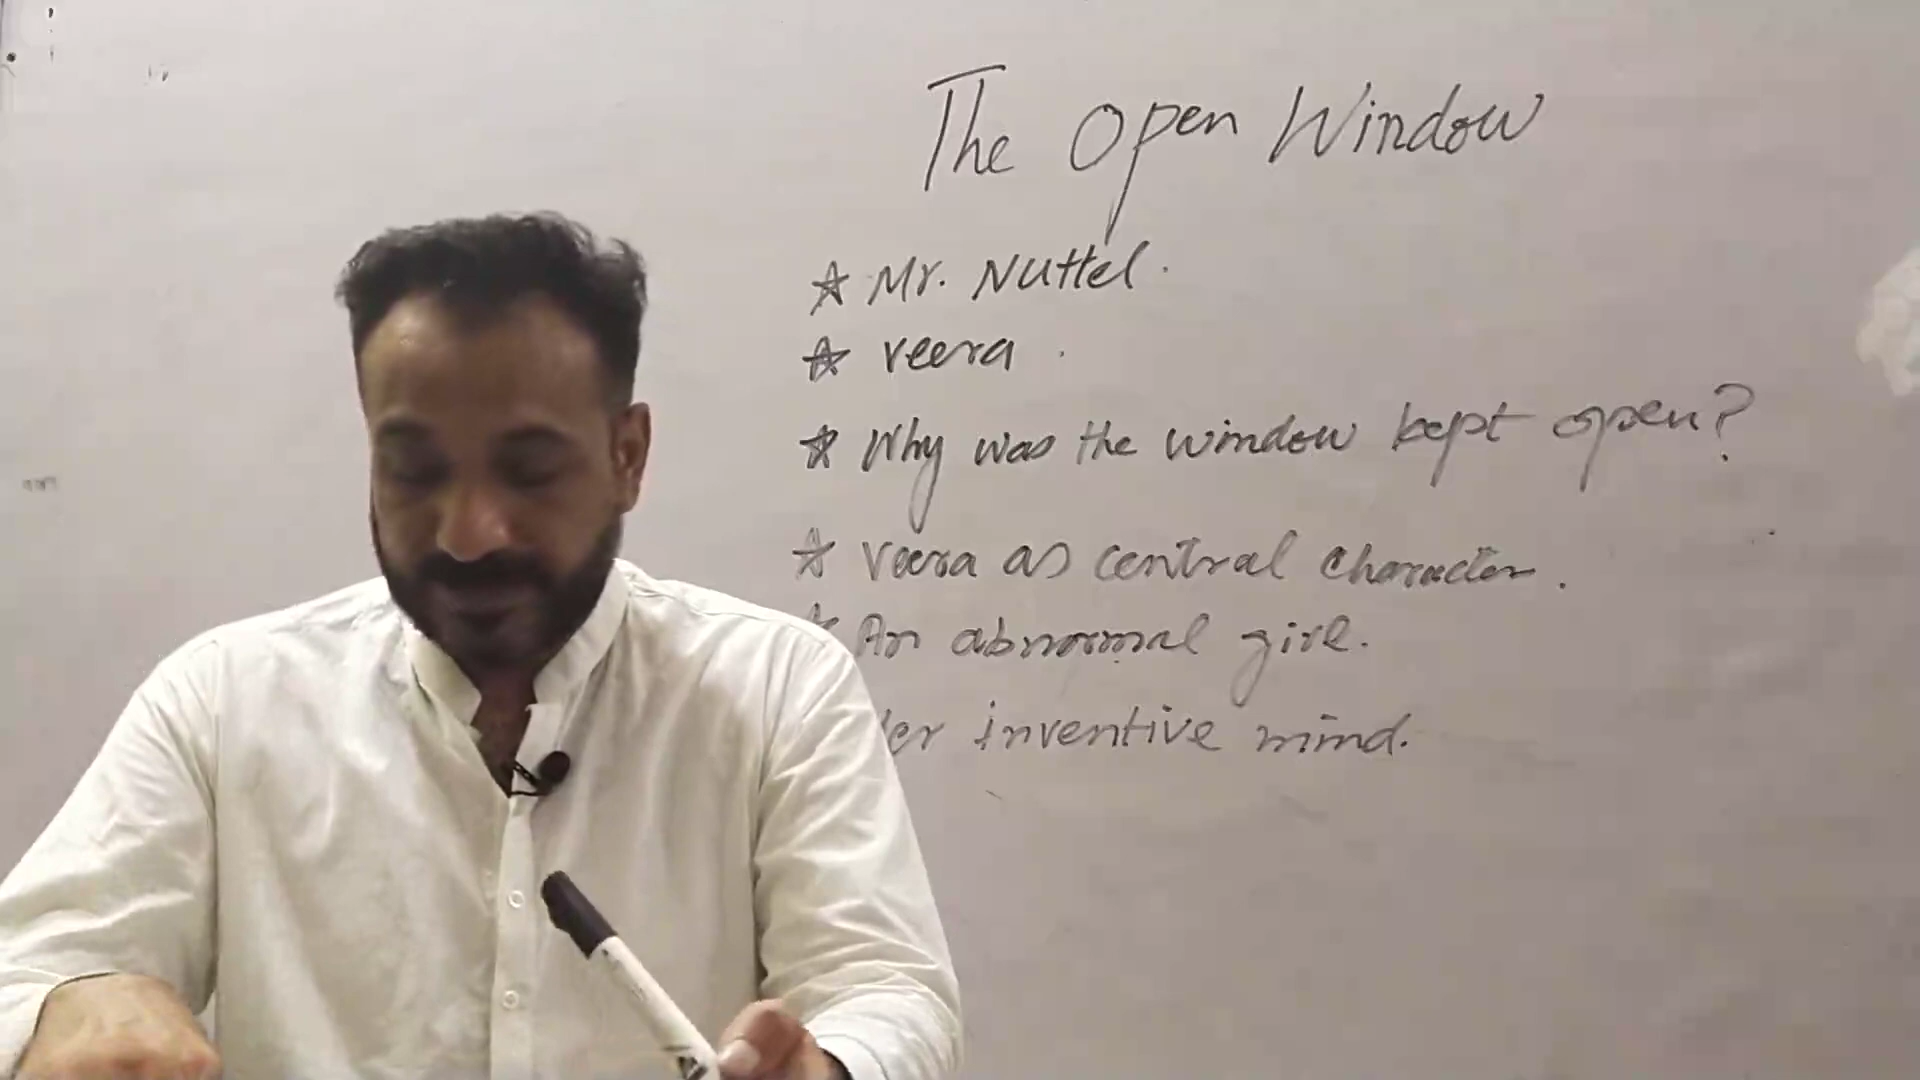 The Open Window
☆ Mr. Nuttel.
☆ Veera.
☆ Why was the window kept open?
☆ Veera as central character.
☆ An abnormal girl.
inventive mind.